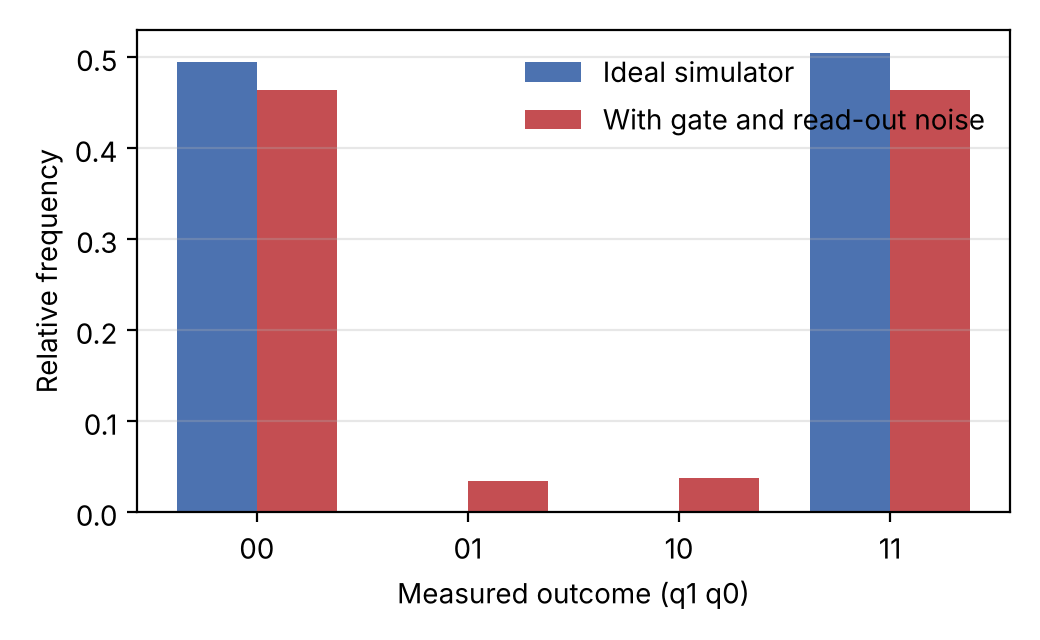 Ideal simulator
With gate and read-out noise
Relative frequency
0.5
0.4
0.3
0.2
0.1
0.0
00
01
10
11
Measured outcome (q1 q0)